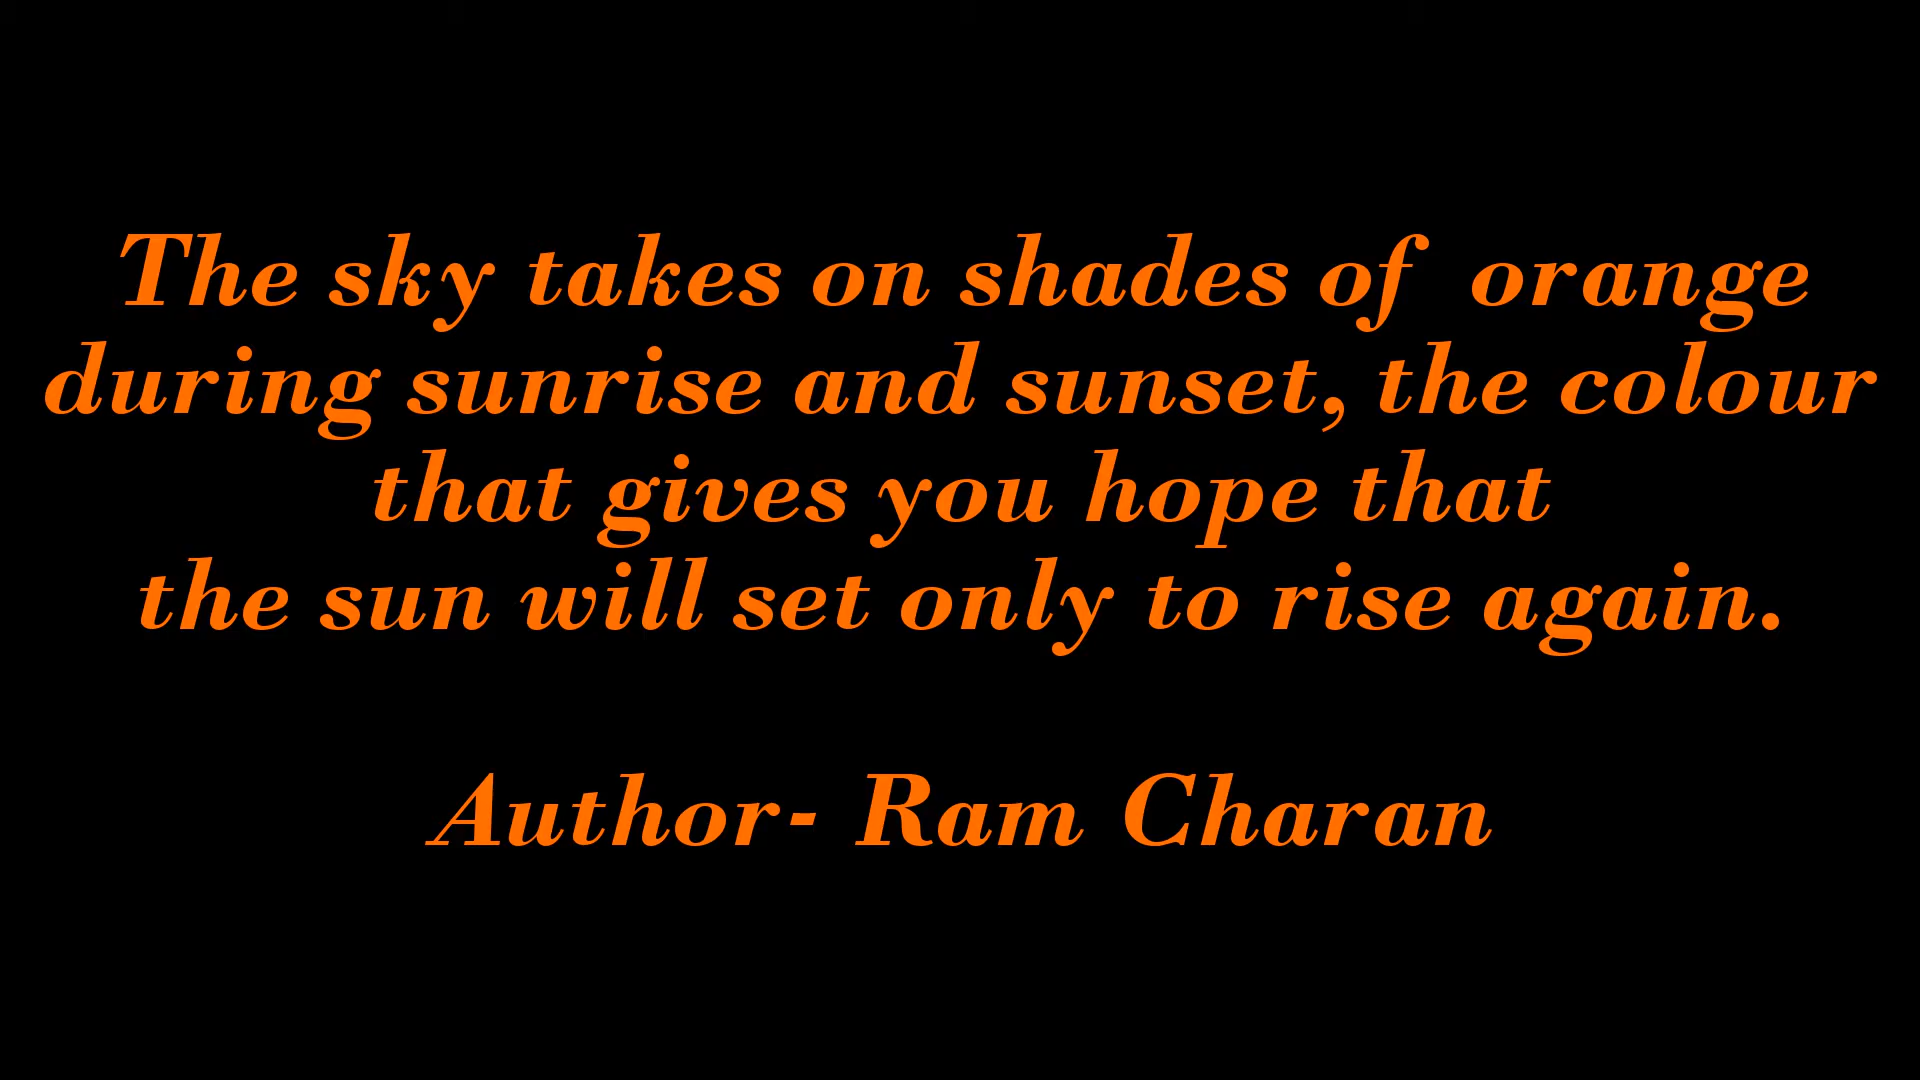 The sky takes on shades of orange
during sunrise and sunset, the colour
that gives you hope that
the sun will set only to rise again.
Author- Ram Charan